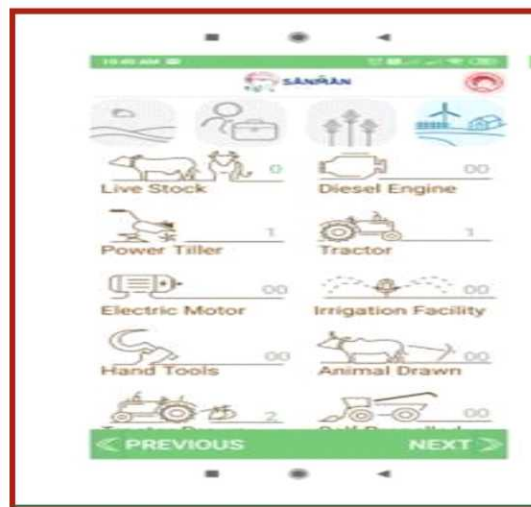 10:40 AM
SANMAN
0 00
Live Stock Diesel Engine
1 1
Power Tiller Tractor
00 00
Electric Motor Irrigation Facility
00 00
Hand Tools Animal Drawn
2 00
PREVIOUS NEXT